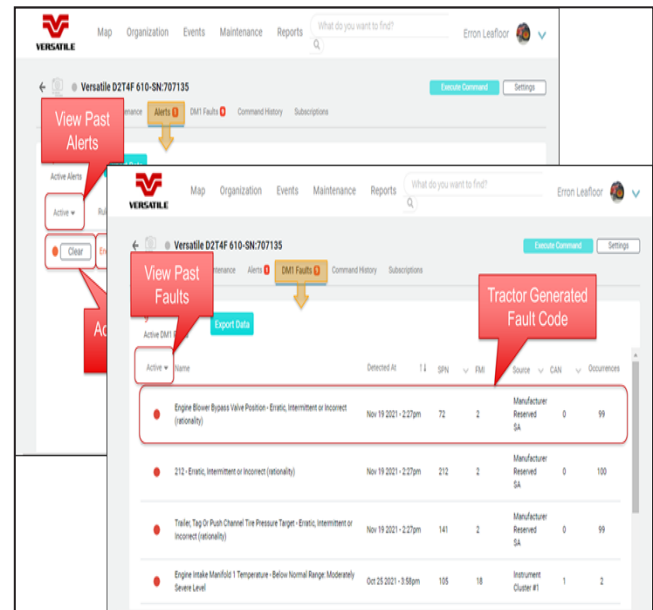 VERSATILE
Map Organization Events Maintenance Reports
What do you want to find?
Erron Leafloor
Versatile D2T4F 610-SN:707135
Execute Command Settings
Alerts DM1 Faults Command History Subscriptions
View Past
Alerts
Active Alerts
Active
Clear
VERSATILE
Map Organization Events Maintenance Reports
What do you want to find?
Erron Leafloor
Versatile D2T4F 610-SN:707135
Execute Command Settings
Alerts DM1 Faults Command History Subscriptions
View Past
Faults
Tractor Generated
Fault Code
Export Data
Active DM1
Active Name Detected At SPN FMI Source CAN Occurrences
Engine Blower Bypass Valve Position - Erratic, Intermittent or Incorrect
(rationality)
Nov 19 2021 - 2:27pm 72 2
Manufacturer
Reserved
SA
0 99
212 - Erratic, Intermittent or Incorrect (rationality)
Nov 19 2021 - 2:27pm 212 2
Manufacturer
Reserved
SA
0 100
Trailer, Tag Or Push Channel Tire Pressure Target - Erratic, Intermittent or
Incorrect (rationality)
Nov 19 2021 - 2:27pm 141 2
Manufacturer
Reserved
SA
0 99
Engine Intake Manifold 1 Temperature - Below Normal Range: Moderately
Severe Level
Oct 25 2021 - 3:58pm 105 18
Instrument
Cluster #1
1 2